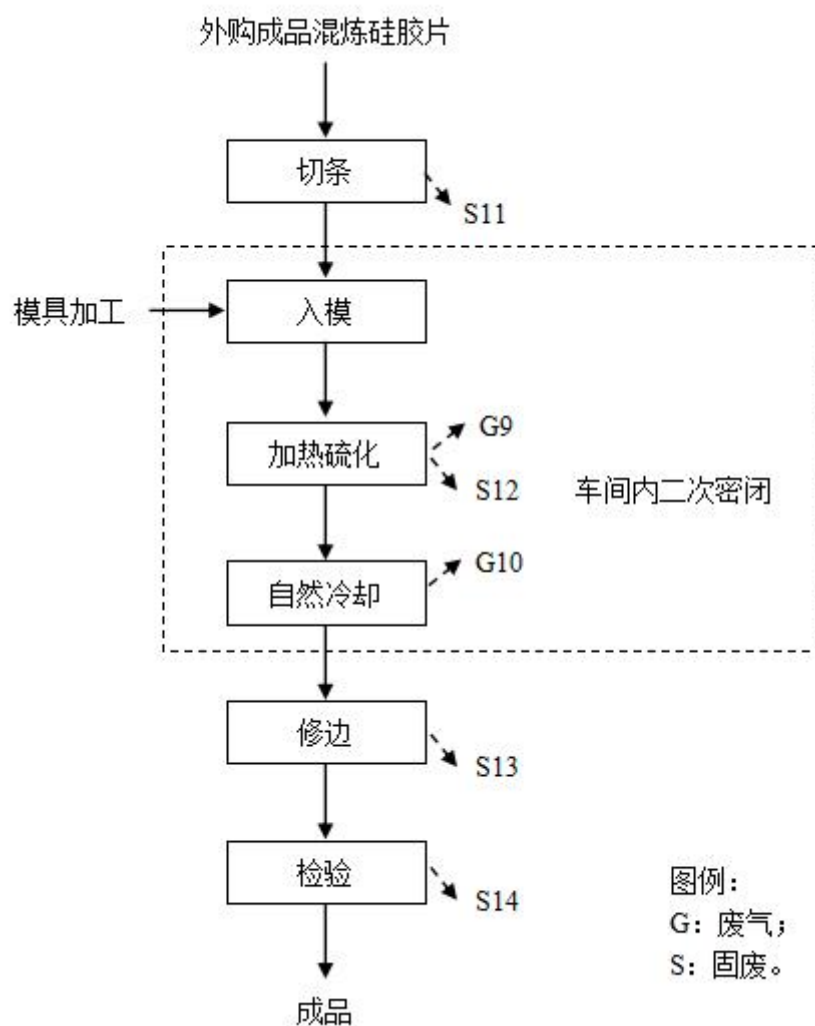 外购成品混炼硅胶片
切条
S11
模具加工
入模
加热硫化
G9
S12
车间内二次密闭
自然冷却
G10
修边
S13
检验
S14
图例：
G：废气；
S：固废。
成品